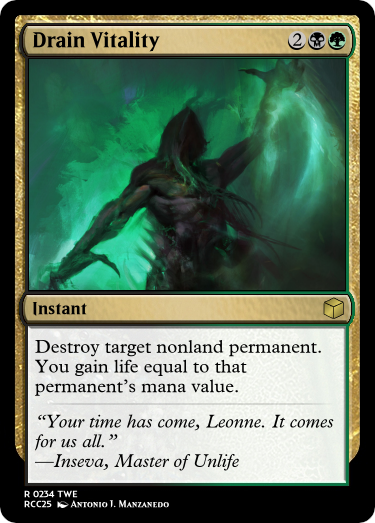 Drain Vitality 2
Instant
Destroy target nonland permanent.
You gain life equal to that
permanent's mana value.
“Your time has come, Leonne. It comes
for us all.”
—Inseva, Master of Unlife
R 0234 TWE
RCC25 Antonio J. Manzanedo